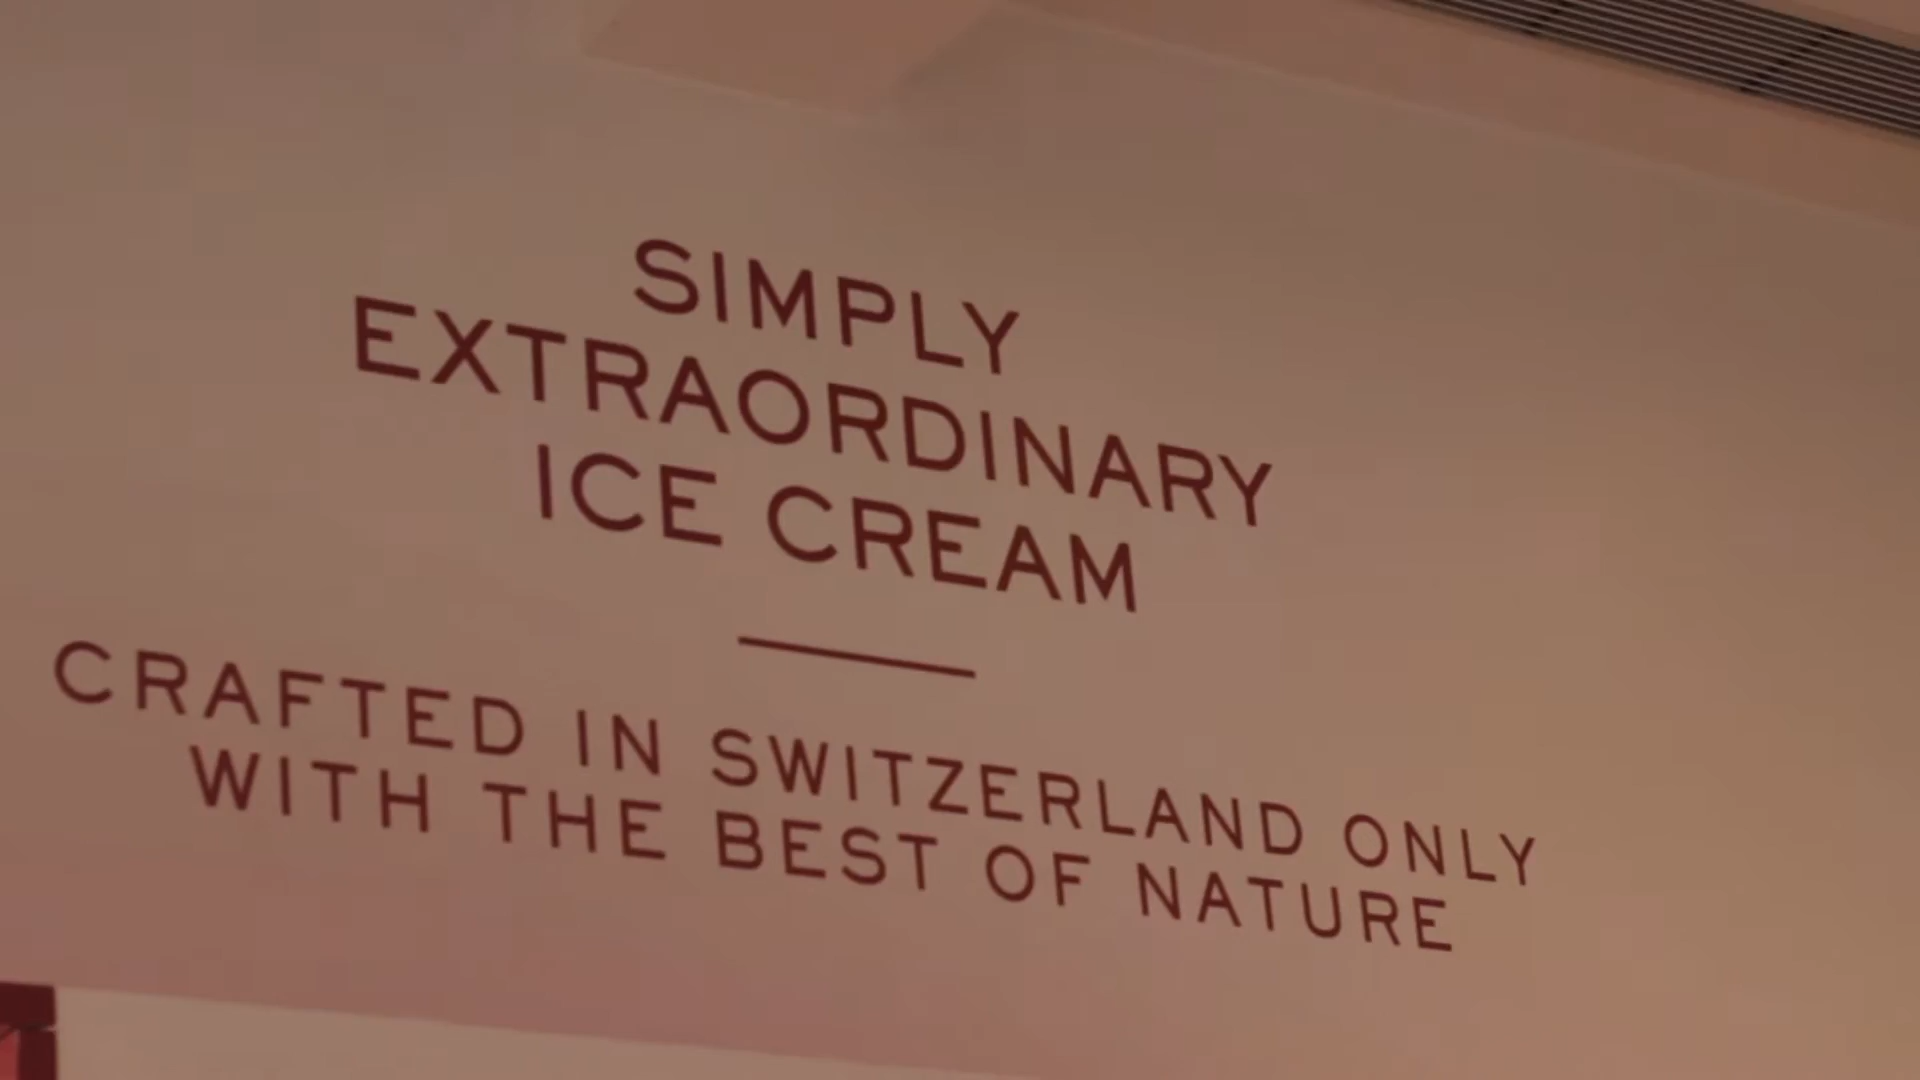 SIMPLY
EXTRAORDINARY
ICE CREAM
CRAFTED IN SWITZERLAND ONLY
WITH THE BEST OF NATURE